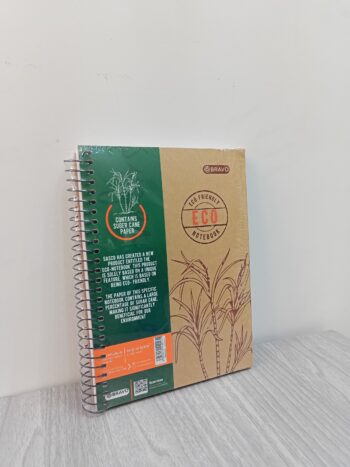 BRAVO
ECO FRIENDLY
ECO
NOTEBOOK
CONTAINS
SUGER CANE
PAPER
SASCO HAS CREATED A NEW
PRODUCT ENTITLED THE
ECO-NOTEBOOK. THIS PRODUCT
IS SOLELY BASED ON A UNIQUE
FEATURE, WHICH IS BASED ON
BEING ECO- FRIENDLY.
THE PAPER OF THIS SPECIFIC
NOTEBOOK CONTAINS A LARGE
PERCENTAGE OF SUGAR CANE,
MAKING IT SIGNIFICANTLY
BENEFICIAL FOR OUR
ENVIRONMENT
BRAVO